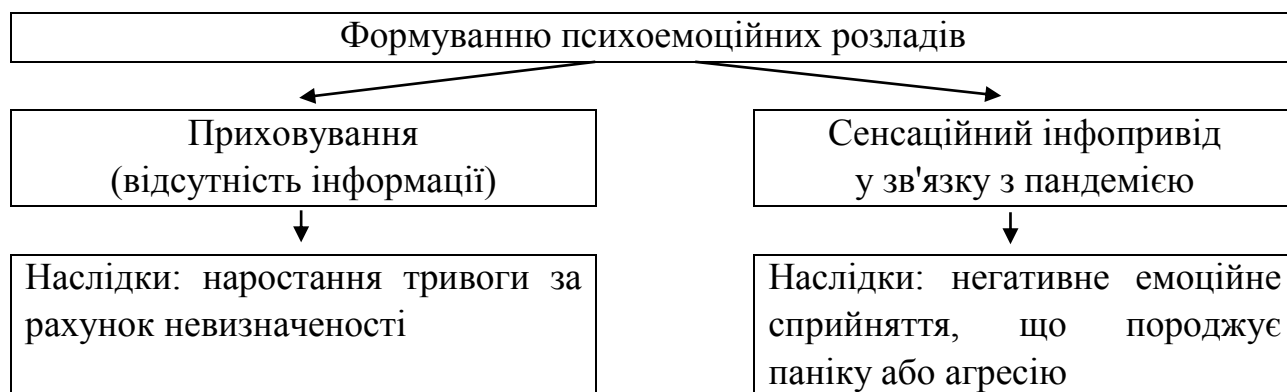 Формуванню психоемоційних розладів
Приховування
(відсутність інформації)
Сенсаційний інфопривід
у зв'язку з пандемією
Наслідки: наростання тривоги за
рахунок невизначеності
Наслідки: негативне емоційне
сприйняття, що породжує
паніку або агресію